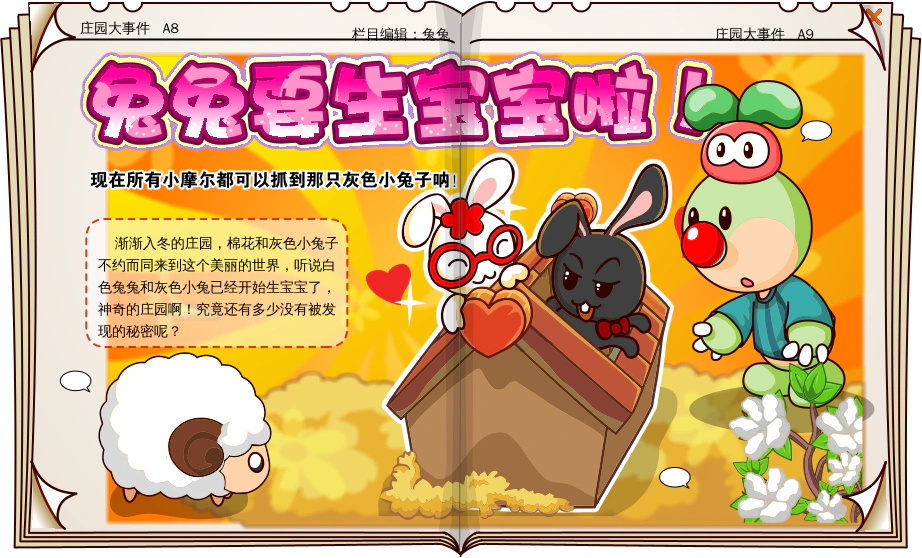 庄园大事件 A8
栏目编辑：兔兔
庄园大事件 A9
兔兔要生宝宝啦！
现在所有小摩尔都可以抓到那只灰色小兔子呐！
渐渐入冬的庄园，棉花和灰色小兔子
不约而同来到这个美丽的世界，听说白
色兔兔和灰色小兔已经开始生宝宝了，
神奇的庄园啊！究竟还有多少没有被发
现的秘密呢？